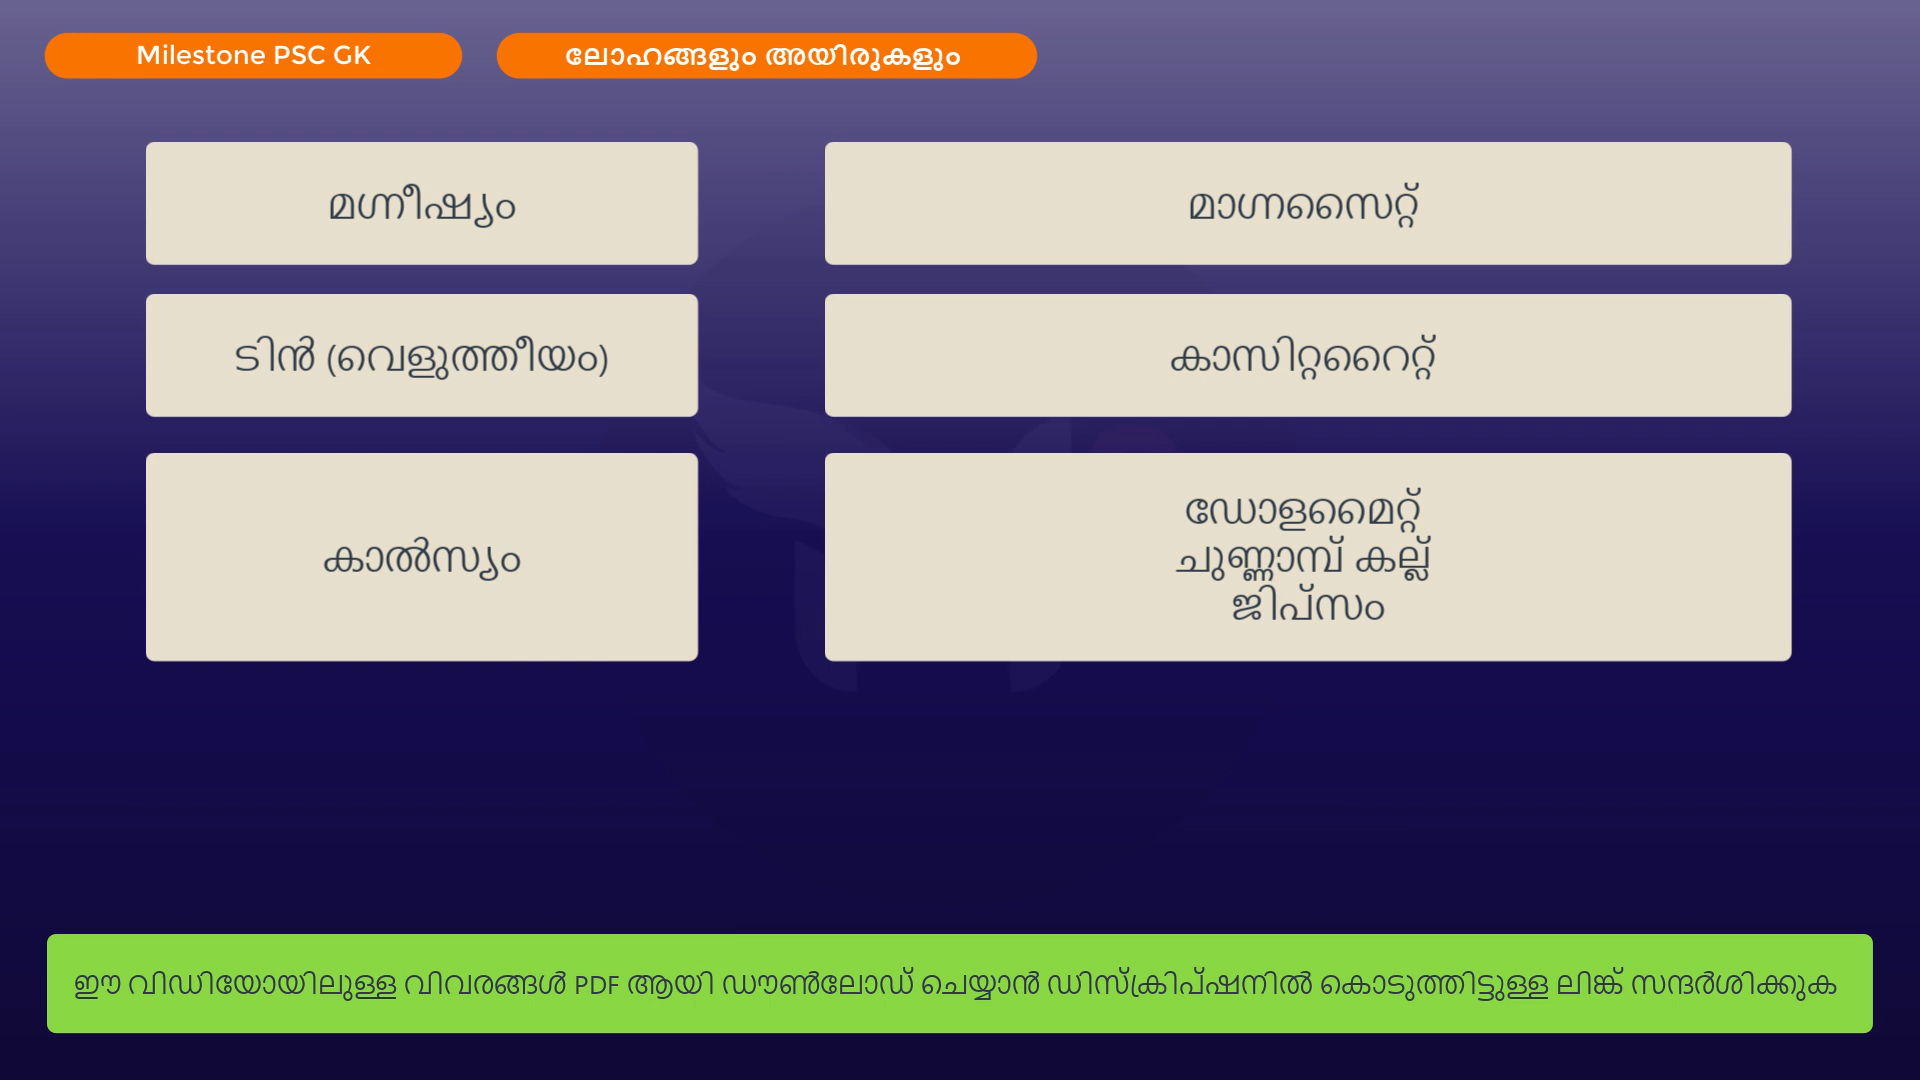 Milestone PSC GK
ലോഹങ്ങളും അയിരുകളും
മഗ്നീഷ്യം
മാഗ്നസൈറ്റ്
ടിൻ (വെളുത്തീയം)
കാസിറ്ററൈറ്റ്
കാൽസ്യം
ഡോളമൈറ്റ്
ചുണ്ണാമ്പ് കല്ല്
ജിപ്സം
ഈ വിഡിയോയിലുള്ള വിവരങ്ങൾ PDF ആയി ഡൗൺലോഡ് ചെയ്യാൻ ഡിസ്ക്രിപ്ഷനിൽ കൊടുത്തിട്ടുള്ള ലിങ്ക് സന്ദർശിക്കുക